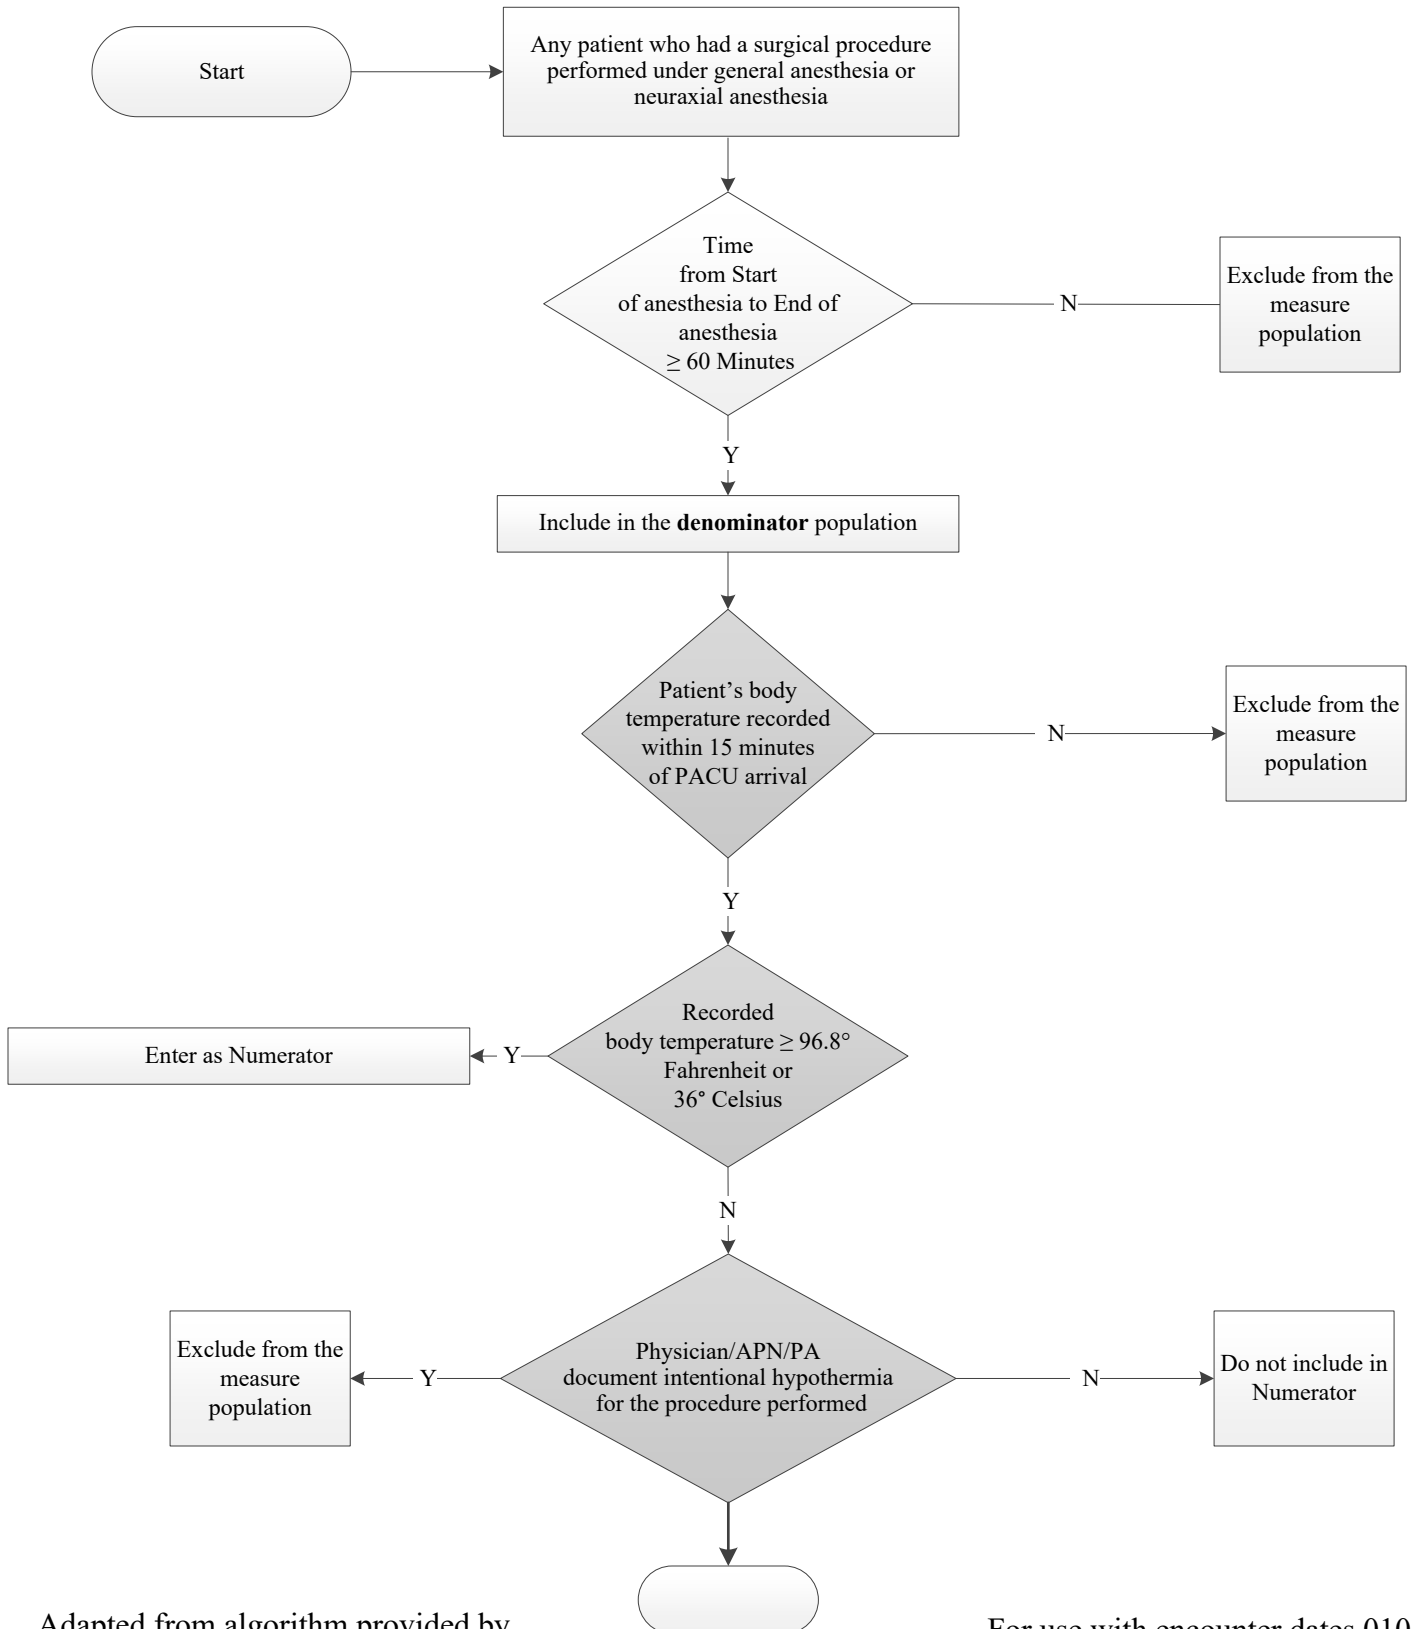 Start
Any patient who had a surgical procedure
performed under general anesthesia or
neuraxial anesthesia
Time
from Start
of anesthesia to End of
anesthesia
≥ 60 Minutes
N
Exclude from the
measure
population
Y
Include in the denominator population
Patient’s body
temperature recorded
within 15 minutes
of PACU arrival
N
Exclude from the
measure
population
Y
Recorded
body temperature ≥ 96.8°
Fahrenheit or
36° Celsius
Y
Enter as Numerator
N
Physician/APN/PA
document intentional hypothermia
for the procedure performed
Y
Exclude from the
measure
population
N
Do not include in
Numerator
Adapted from algorithm provided by
For use with encounter dates 010